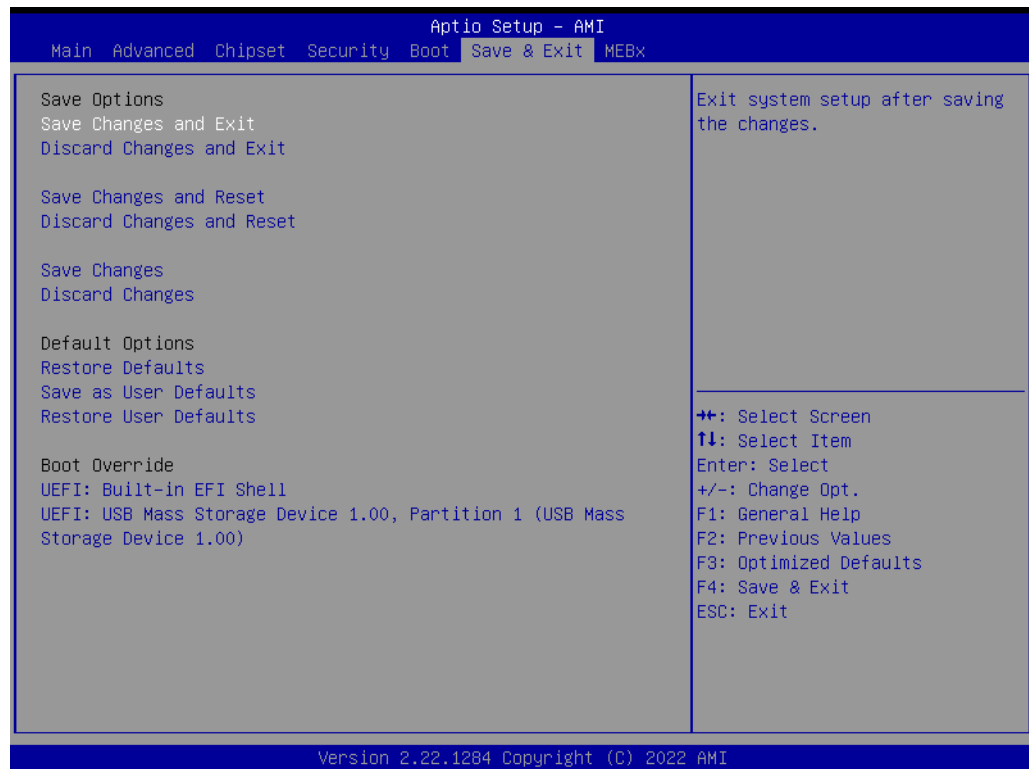 Aptio Setup – AMI
Main Advanced Chipset Security Boot Save & Exit MEBx
Save Options
Save Changes and Exit
Discard Changes and Exit
Save Changes and Reset
Discard Changes and Reset
Save Changes
Discard Changes
Default Options
Restore Defaults
Save as User Defaults
Restore User Defaults
Boot Override
UEFI: Built-in EFI Shell
UEFI: USB Mass Storage Device 1.00, Partition 1 (USB Mass
Storage Device 1.00)
Exit system setup after saving
the changes.
→←: Select Screen
↑↓: Select Item
Enter: Select
+/-: Change Opt.
F1: General Help
F2: Previous Values
F3: Optimized Defaults
F4: Save & Exit
ESC: Exit
Version 2.22.1284 Copyright (C) 2022 AMI